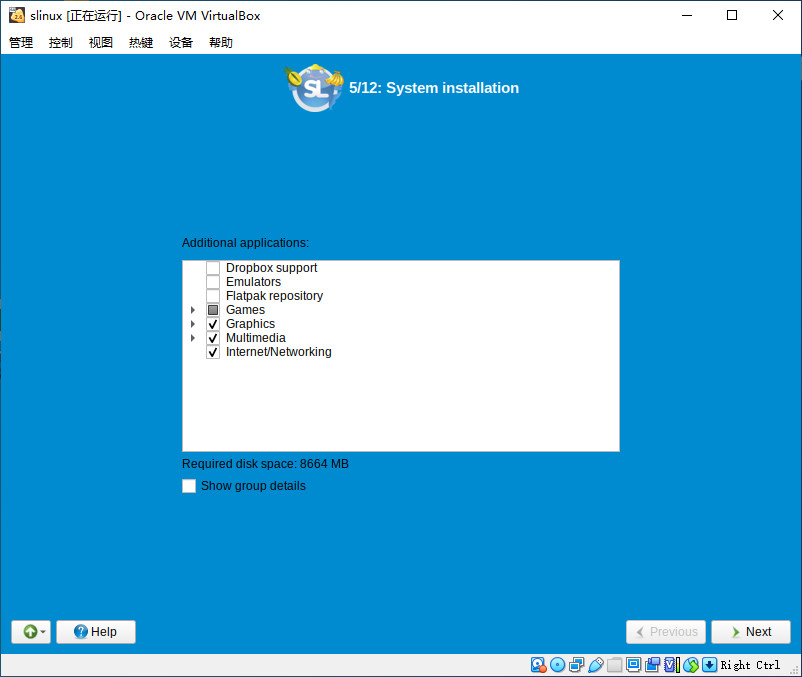 slinux [正在运行] - Oracle VM VirtualBox
管理 控制 视图 热键 设备 帮助
SL
5/12: System installation
Additional applications:
Dropbox support
Emulators
Flatpak repository
Games
Graphics
Multimedia
Internet/Networking
Required disk space: 8664 MB
Show group details
Help
Previous
Next
Right Ctrl